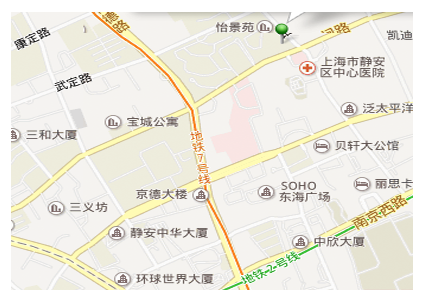 康定路
德路
怡景苑
闸路
凯迪
武定路
上海市静安
区中心医院
泛太平洋
宝城公寓
三和大厦
地铁7号线
贝轩大公馆
京德大楼
SOHO
东海广场
丽思卡
三义坊
南京西路
静安中华大厦
中欣大厦
地铁2号线
环球世界大厦